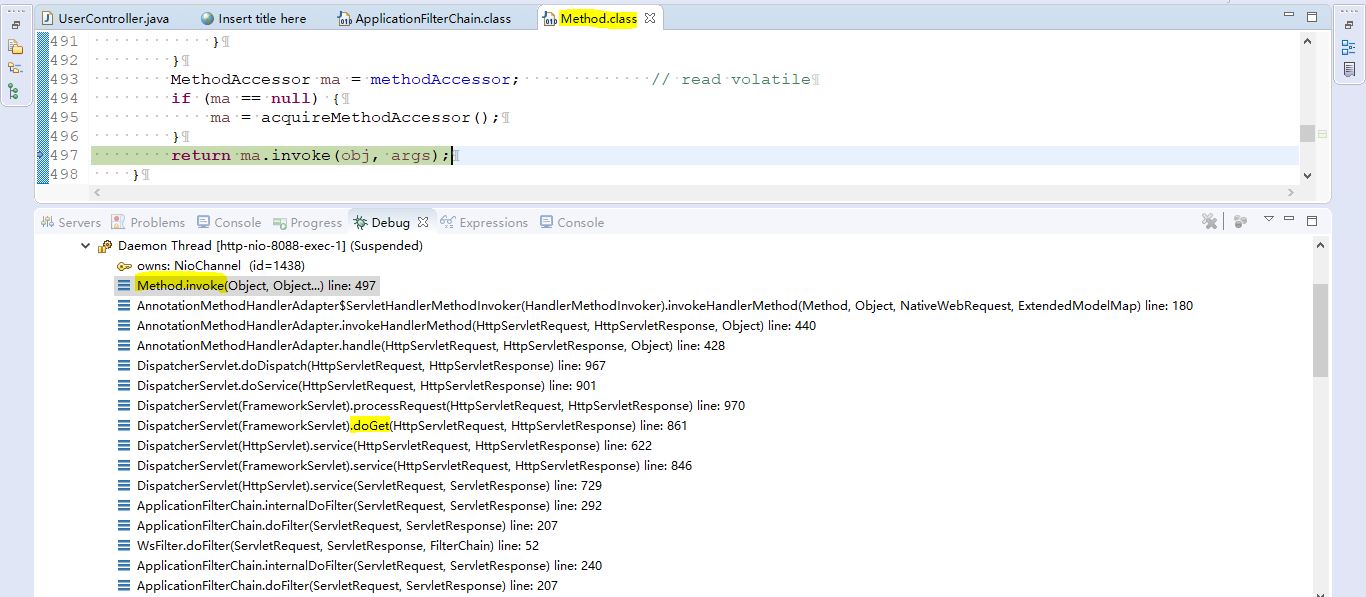 UserController.java Insert title here ApplicationFilterChain.class Method.class
491 }
492 }
493 MethodAccessor ma = methodAccessor; // read volatile
494 if (ma == null) {
495 ma = acquireMethodAccessor();
496 }
497 return ma.invoke(obj, args);
498 }
Servers Problems Console Progress Debug Expressions Console
Daemon Thread [http-nio-8088-exec-1] (Suspended)
owns: NioChannel (id=1438)
Method.invoke(Object, Object...) line: 497
AnnotationMethodHandlerAdapter$ServletHandlerMethodInvoker(HandlerMethodInvoker).invokeHandlerMethod(Method, Object, NativeWebRequest, ExtendedModelMap) line: 180
AnnotationMethodHandlerAdapter.invokeHandlerMethod(HttpServletRequest, HttpServletResponse, Object) line: 440
AnnotationMethodHandlerAdapter.handle(HttpServletRequest, HttpServletResponse, Object) line: 428
DispatcherServlet.doDispatch(HttpServletRequest, HttpServletResponse) line: 967
DispatcherServlet.doService(HttpServletRequest, HttpServletResponse) line: 901
DispatcherServlet(FrameworkServlet).processRequest(HttpServletRequest, HttpServletResponse) line: 970
DispatcherServlet(FrameworkServlet).doGet(HttpServletRequest, HttpServletResponse) line: 861
DispatcherServlet(HttpServlet).service(HttpServletRequest, HttpServletResponse) line: 622
DispatcherServlet(FrameworkServlet).service(HttpServletRequest, HttpServletResponse) line: 846
DispatcherServlet(HttpServlet).service(ServletRequest, ServletResponse) line: 729
ApplicationFilterChain.internalDoFilter(ServletRequest, ServletResponse) line: 292
ApplicationFilterChain.doFilter(ServletRequest, ServletResponse) line: 207
WsFilter.doFilter(ServletRequest, ServletResponse, FilterChain) line: 52
ApplicationFilterChain.internalDoFilter(ServletRequest, ServletResponse) line: 240
ApplicationFilterChain.doFilter(ServletRequest, ServletResponse) line: 207